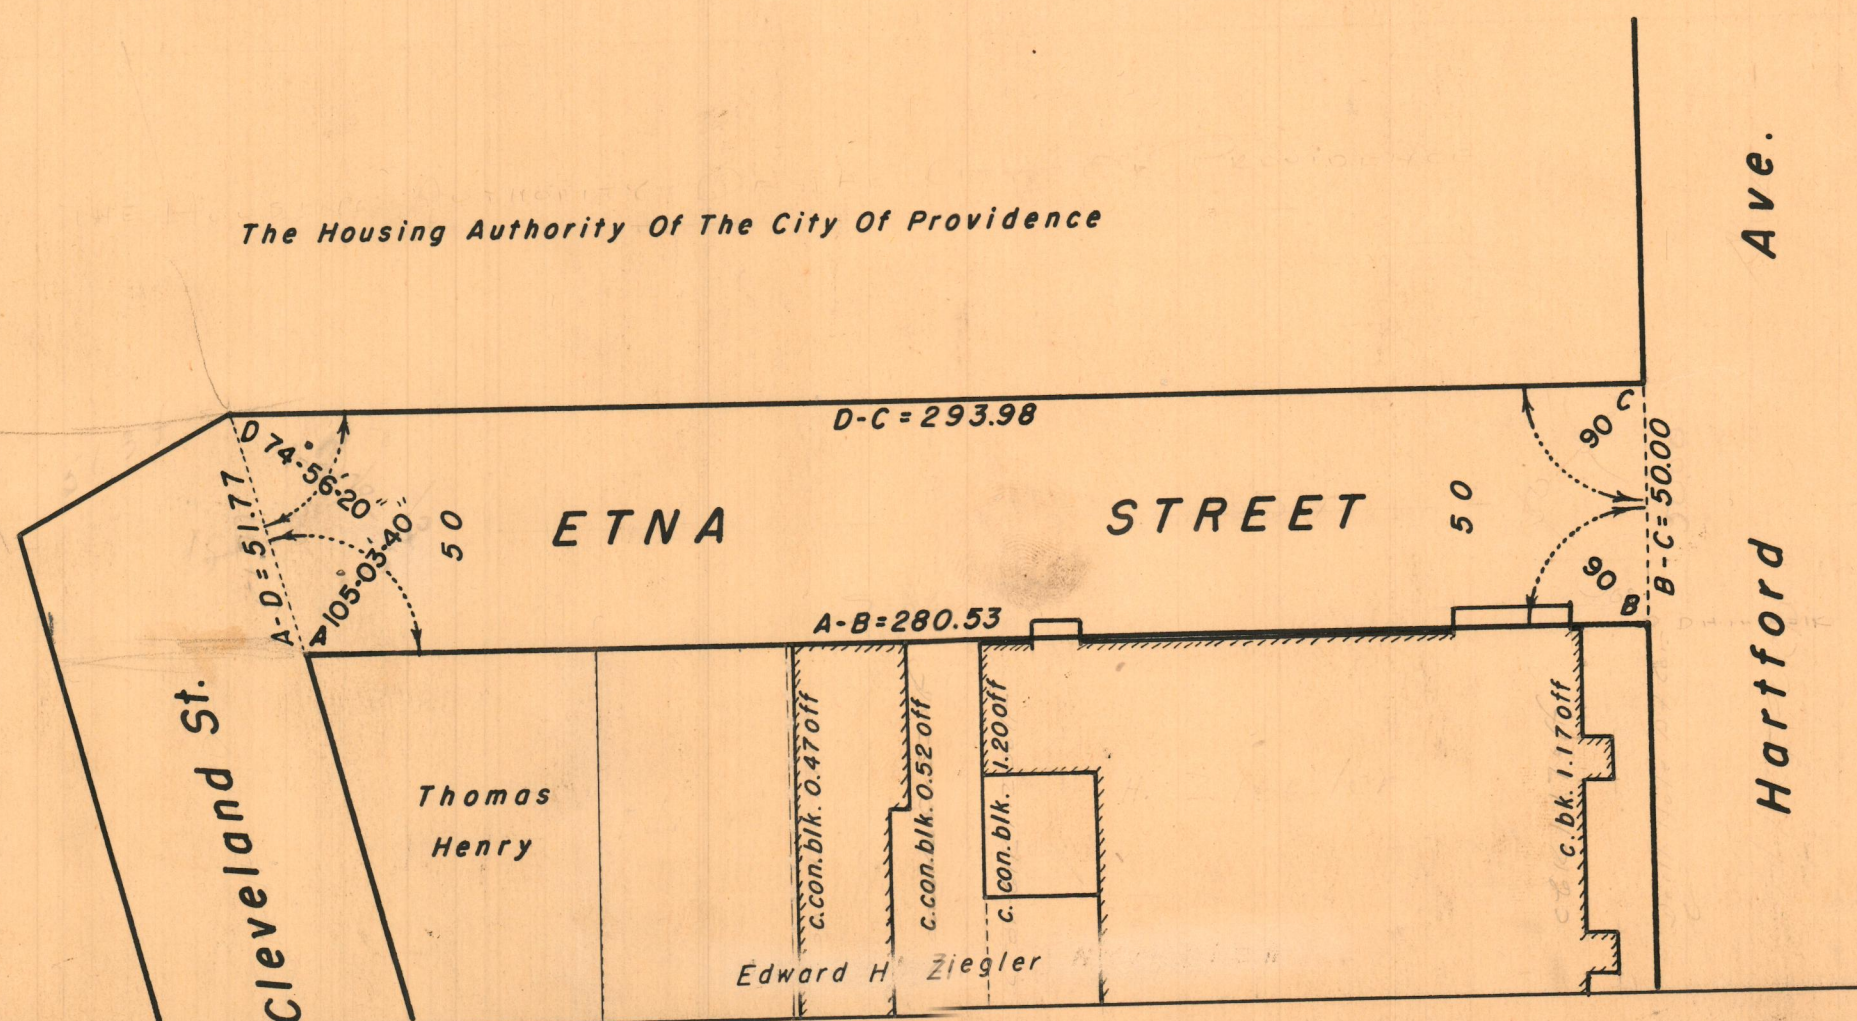 The Housing Authority Of The City Of Providence
Ave.
Hartford
D-C = 293.98
D
74°-56'-20"
A-D = 51.77
A
105°-03'-40"
50
ETNA STREET
50
C
90
B-C = 50.00
90
B
A-B=280.53
Cleveland St.
Thomas
Henry
c.con.blk. 0.47 off
c.con.blk. 0.52 off
c. con.blk. 1.20 off
c. bk. 1.17 off
Edward H Ziegler